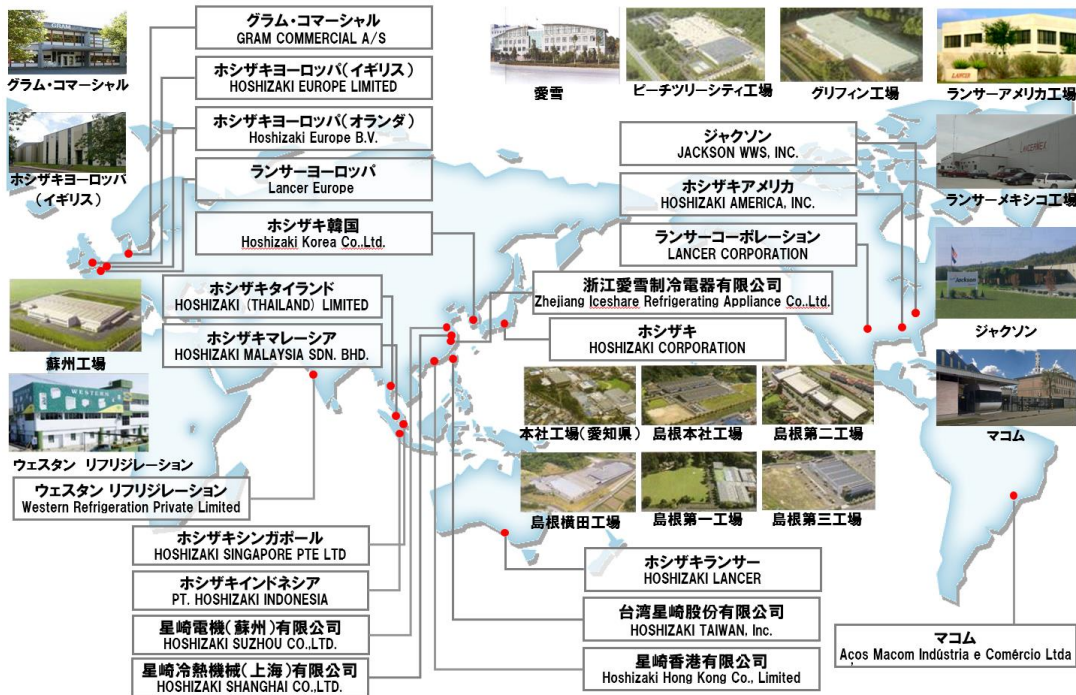 グラム・コマーシャル
GRAM COMMERCIAL A/S
ホシザキヨーロッパ(イギリス)
HOSHIZAKI EUROPE LIMITED
ホシザキヨーロッパ(オランダ)
Hoshizaki Europe B.V.
ランサーヨーロッパ
Lancer Europe
ホシザキ韓国
Hoshizaki Korea Co.,Ltd.
ホシザキタイランド
HOSHIZAKI (THAILAND) LIMITED
ホシザキマレーシア
HOSHIZAKI MALAYSIA SDN. BHD.
グラム・コマーシャル
ホシザキヨーロッパ
(イギリス)
蘇州工場
WESTERN
ウェスタン リフリジレーション
ウェスタン リフリジレーション
Western Refrigeration Private Limited
ホシザキシンガポール
HOSHIZAKI SINGAPORE PTE LTD
ホシザキインドネシア
PT. HOSHIZAKI INDONESIA
星崎電機(蘇州)有限公司
HOSHIZAKI SUZHOU CO.,LTD.
星崎冷熱機械(上海)有限公司
HOSHIZAKI SHANGHAI CO.,LTD.
愛雪
ピーチツリーシティ工場
グリフィン工場
ランサーアメリカ工場
ジャクソン
JACKSON WWS, INC.
ホシザキアメリカ
HOSHIZAKI AMERICA, INC.
ランサーコーポレーション
LANCER CORPORATION
浙江愛雪制冷電器有限公司
Zhejiang Iceshare Refrigerating Appliance Co.,Ltd.
ホシザキ
HOSHIZAKI CORPORATION
ランサーメキシコ工場
Jackson
ジャクソン
マコム
本社工場(愛知県)
島根本社工場
島根第二工場
島根横田工場
島根第一工場
島根第三工場
ホシザキランサー
HOSHIZAKI LANCER
台湾星崎股份有限公司
HOSHIZAKI TAIWAN, Inc.
星崎香港有限公司
Hoshizaki Hong Kong Co., Limited
マコム
Aços Macom Indústria e Comércio Ltda